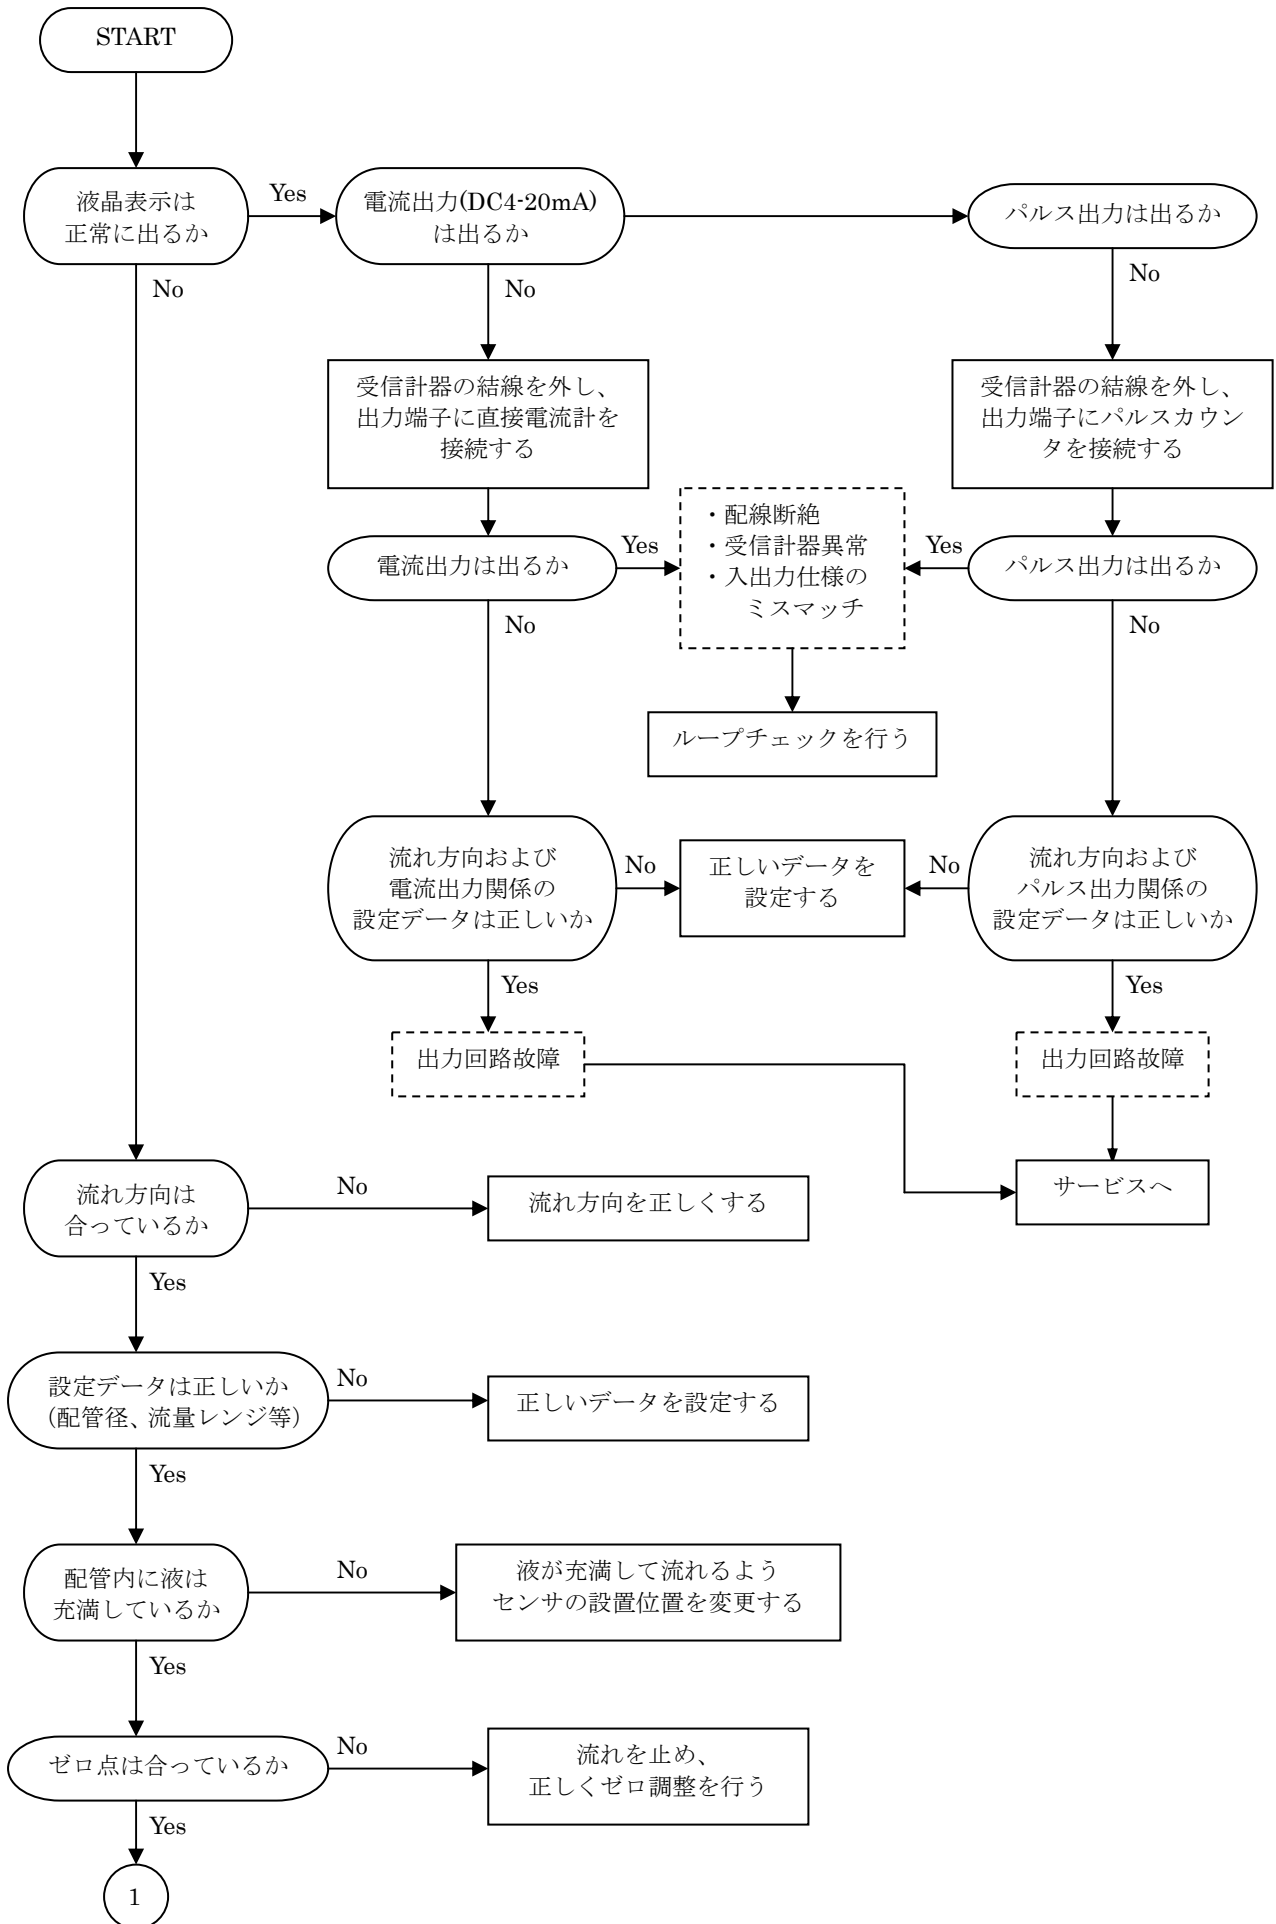 START
液晶表示は
正常に出るか
Yes
電流出力(DC4-20mA)
は出るか
パルス出力は出るか
No
No
No
受信計器の結線を外し、
出力端子に直接電流計を
接続する
受信計器の結線を外し、
出力端子にパルスカウン
タを接続する
電流出力は出るか
Yes
・配線断絶
・受信計器異常
・入出力仕様の
ミスマッチ
Yes
パルス出力は出るか
No
No
ループチェックを行う
流れ方向および
電流出力関係の
設定データは正しいか
No
正しいデータを
設定する
No
流れ方向および
パルス出力関係の
設定データは正しいか
Yes
Yes
出力回路故障
出力回路故障
サービスへ
流れ方向は
合っているか
No
流れ方向を正しくする
Yes
設定データは正しいか
（配管径、流量レンジ等）
No
正しいデータを設定する
Yes
配管内に液は
充満しているか
No
液が充満して流れるよう
センサの設置位置を変更する
Yes
ゼロ点は合っているか
No
流れを止め、
正しくゼロ調整を行う
Yes
1